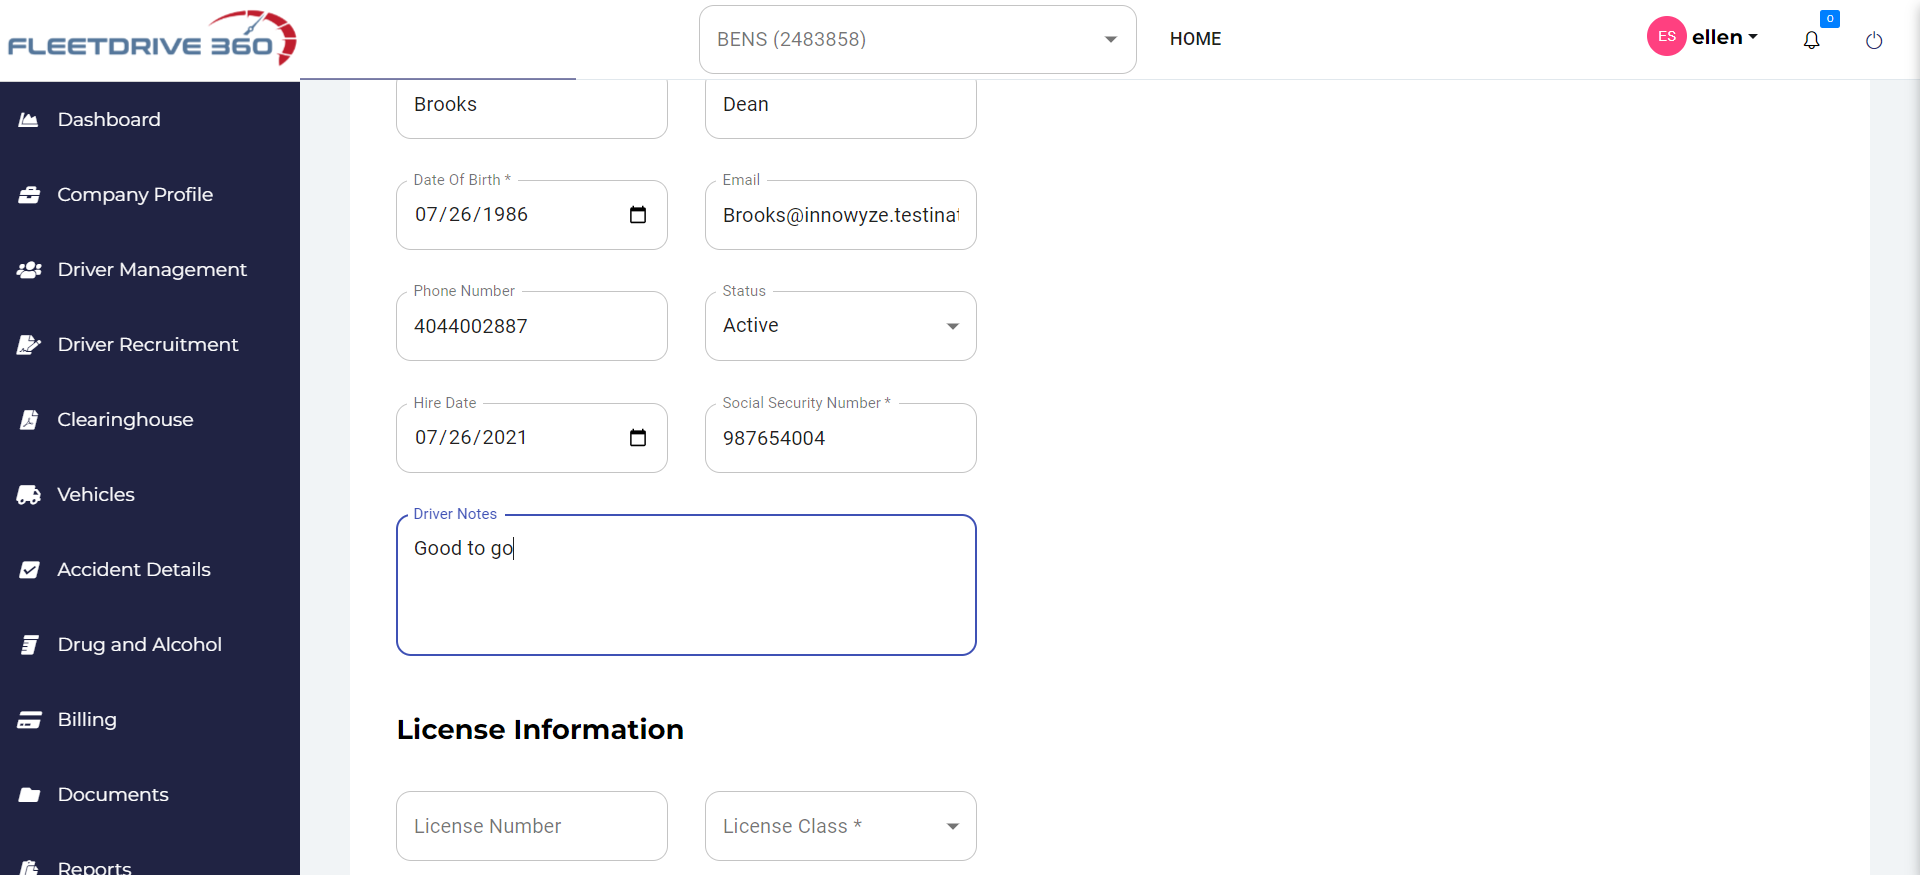 FLEETDRIVE 360
BENS (2483858)
HOME
ES
ellen
0
Dashboard
Company Profile
Driver Management
Driver Recruitment
Clearinghouse
Vehicles
Accident Details
Drug and Alcohol
Billing
Documents
Reports
Brooks
Dean
Date Of Birth *
07/26/1986
Email
Brooks@innowyze.testinat
Phone Number
4044002887
Status
Active
Hire Date
07/26/2021
Social Security Number *
987654004
Driver Notes
Good to go
License Information
License Number
License Class *